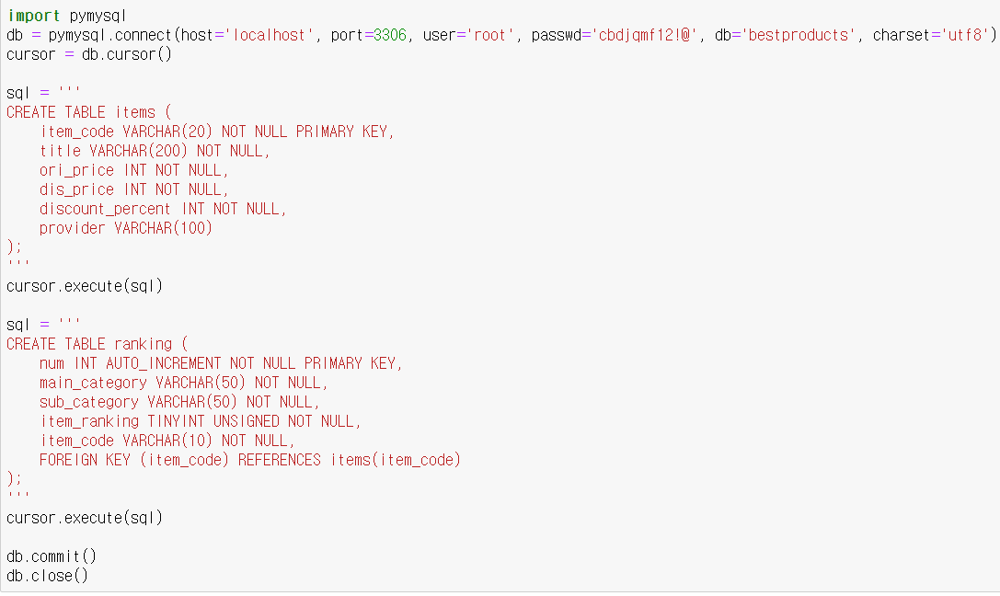 import pymysql
db = pymysql.connect(host='localhost', port=3306, user='root', passwd='cbdjqmf12!@', db='bestproducts', charset='utf8')
cursor = db.cursor()

sql = '''
CREATE TABLE items (
    item_code VARCHAR(20) NOT NULL PRIMARY KEY,
    title VARCHAR(200) NOT NULL,
    ori_price INT NOT NULL,
    dis_price INT NOT NULL,
    discount_percent INT NOT NULL,
    provider VARCHAR(100)
);
'''
cursor.execute(sql)

sql = '''
CREATE TABLE ranking (
    num INT AUTO_INCREMENT NOT NULL PRIMARY KEY,
    main_category VARCHAR(50) NOT NULL,
    sub_category VARCHAR(50) NOT NULL,
    item_ranking TINYINT UNSIGNED NOT NULL,
    item_code VARCHAR(10) NOT NULL,
    FOREIGN KEY (item_code) REFERENCES items(item_code)
);
'''
cursor.execute(sql)

db.commit()
db.close()